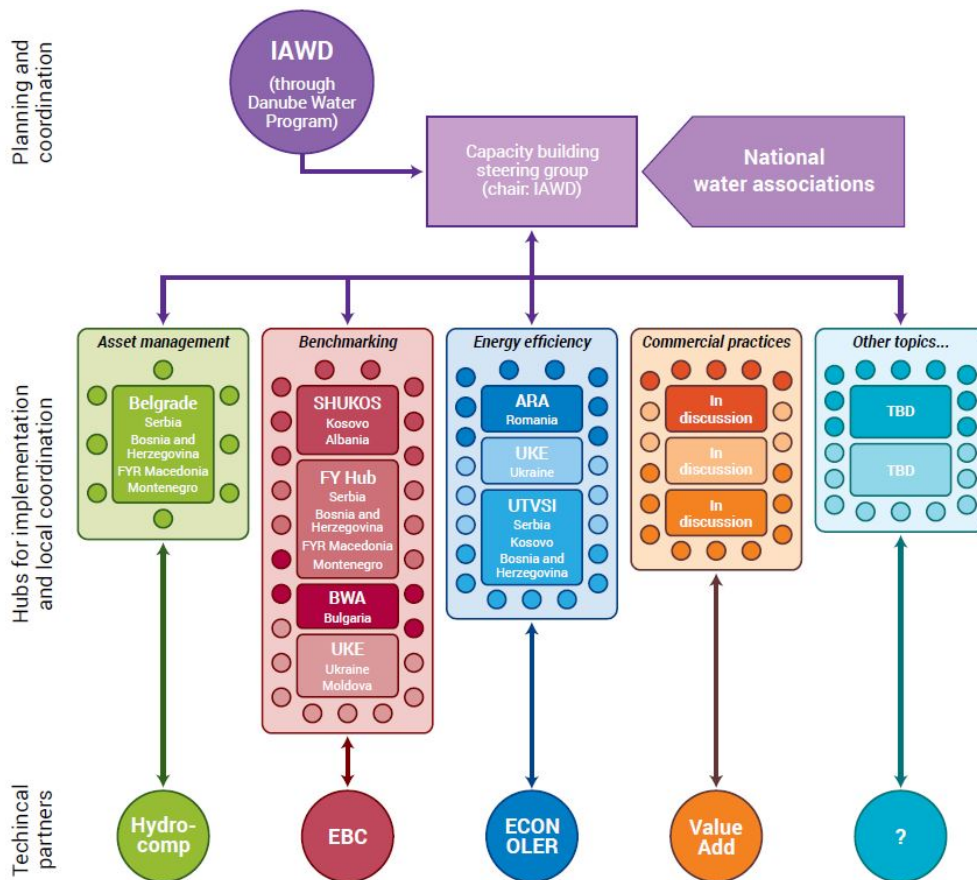 Planning and
coordination
IAWD
(through
Danube Water
Program)
Capacity building
steering group
(chair: IAWD)
National
water associations
Hubs for implementation
and local coordination
Asset management
Belgrade
Serbia
Bosnia and
Herzegovina
FYR Macedonia
Montenegro
Benchmarking
SHUKOS
Kosovo
Albania
FY Hub
Serbia
Bosnia
and Herzegovina
FYR Macedonia
Montenegro
BWA
Bulgaria
UKE
Ukraine
Moldova
Energy efficiency
ARA
Romania
UKE
Ukraine
UTVSI
Serbia
Kosovo
Bosnia and
Herzegovina
Commercial practices
In
discussion
In
discussion
In
discussion
Other topics...
TBD
TBD
Techincal
partners
Hydro-
comp
EBC
ECON
OLER
Value
Add
?